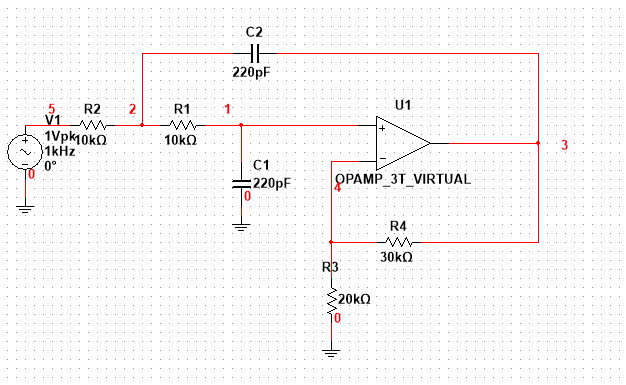 C2
220pF
5
V1
1Vpk
1kHz
0°
0
R2
10kΩ
2
R1
10kΩ
1
C1
220pF
0
U1
+
−
OPAMP_3T_VIRTUAL
3
4
R4
30kΩ
R3
20kΩ
0